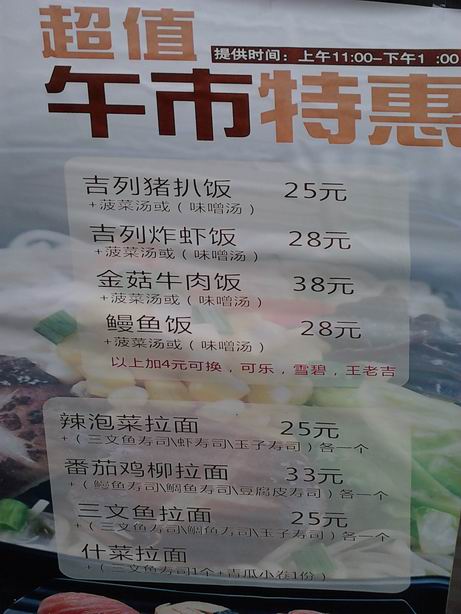 超值
提供时间：上午11:00-下午1:00
午市特惠
吉列猪扒饭 25元
+菠菜汤或（味噌汤）
吉列炸虾饭 28元
+菠菜汤或（味噌汤）
金菇牛肉饭 38元
+菠菜汤或（味噌汤）
鳗鱼饭 28元
+菠菜汤或（味噌汤）
以上加4元可换，可乐，雪碧，王老吉
辣泡菜拉面 25元
+（三文鱼寿司\虾寿司\玉子寿司）各一个
番茄鸡柳拉面 33元
+（鳗鱼寿司\鲷鱼寿司\豆腐皮寿司）各一个
三文鱼拉面 25元
+（三文鱼寿司\鲷鱼寿司\玉子寿司）各一个
什菜拉面
+（三文鱼寿司1个+青瓜小卷1份）